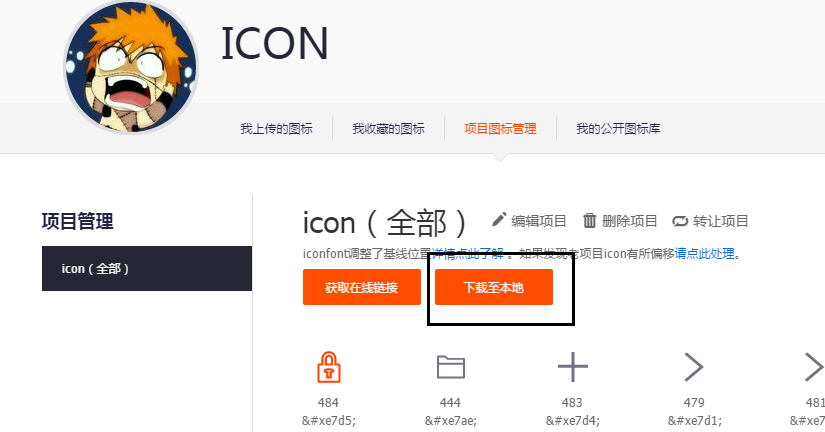 ICON
我上传的图标 我收藏的图标 项目图标管理 我的公开图标库
项目管理
icon（全部）
icon（全部） 编辑项目 删除项目 转让项目
iconfont调整了基线位置详情点此了解 。如果发现老项目icon有所偏移请点此处理。
获取在线链接 下载至本地
484 444 483 479 481
&#xe7d5; &#xe7ae; &#xe7d4; &#xe7d1; &#xe7